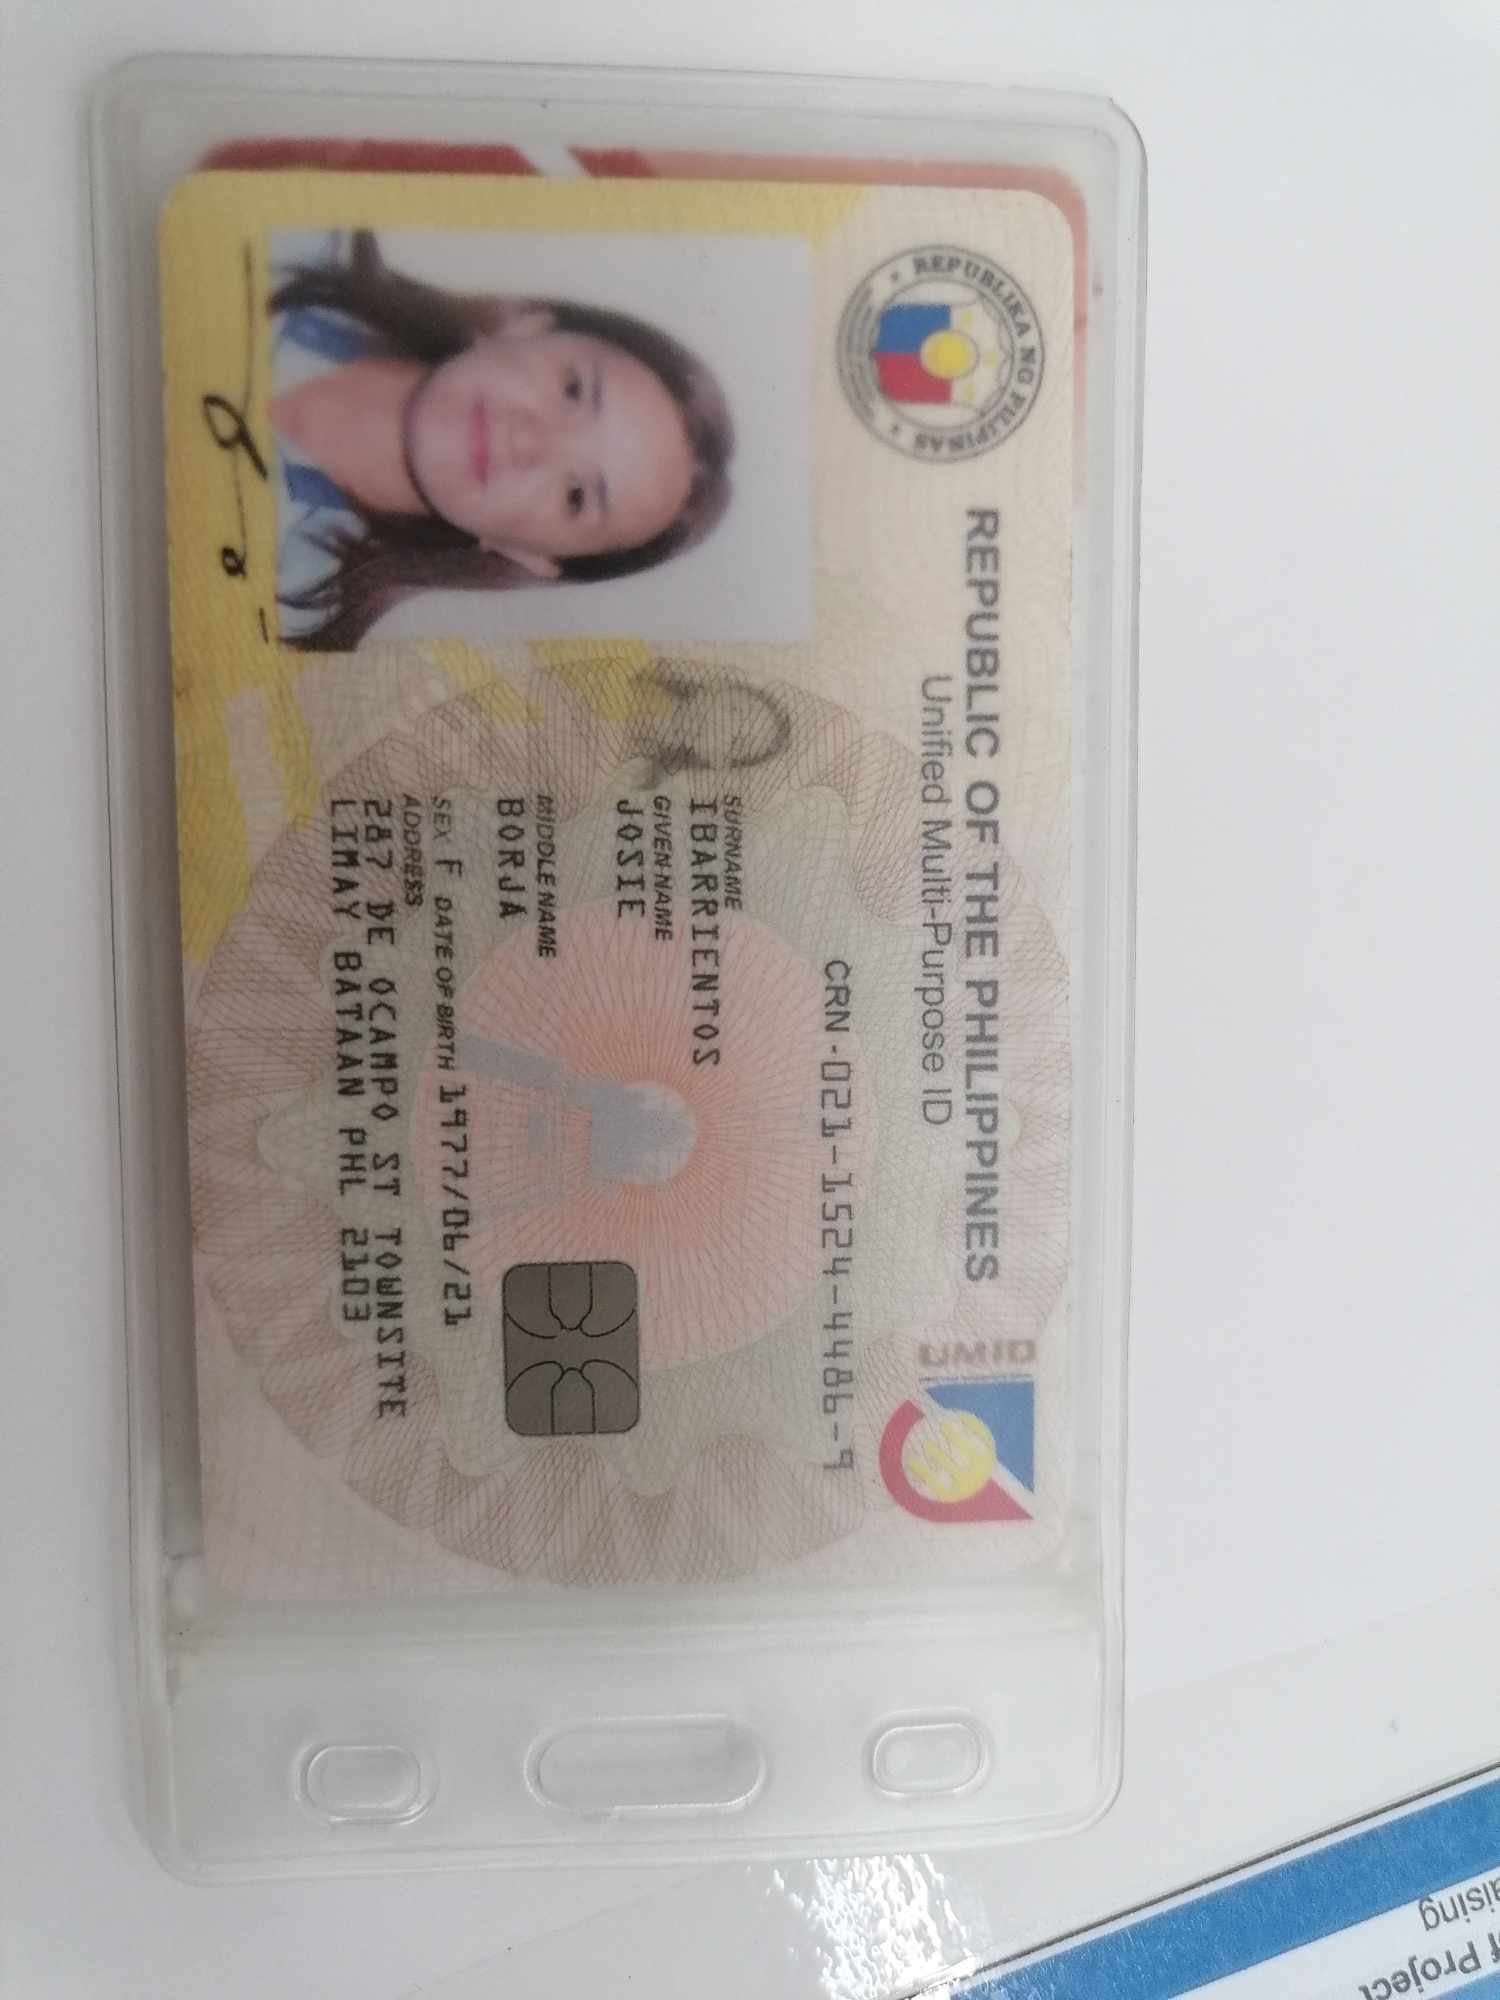 of Project
aising
REPUBLIKA NG PILIPINAS
REPUBLIC OF THE PHILIPPINES
Unified Multi-Purpose ID
UMID
CRN-021-1524-4486-9
SURNAME
IBARRIENTOS
GIVEN NAME
JOSIE
MIDDLE NAME
BORJA
SEX F DATE OF BIRTH 1977/06/21
ADDRESS
287 DE OCAMPO ST TOWNSITE
LIMAY BATAAN PHL 2103